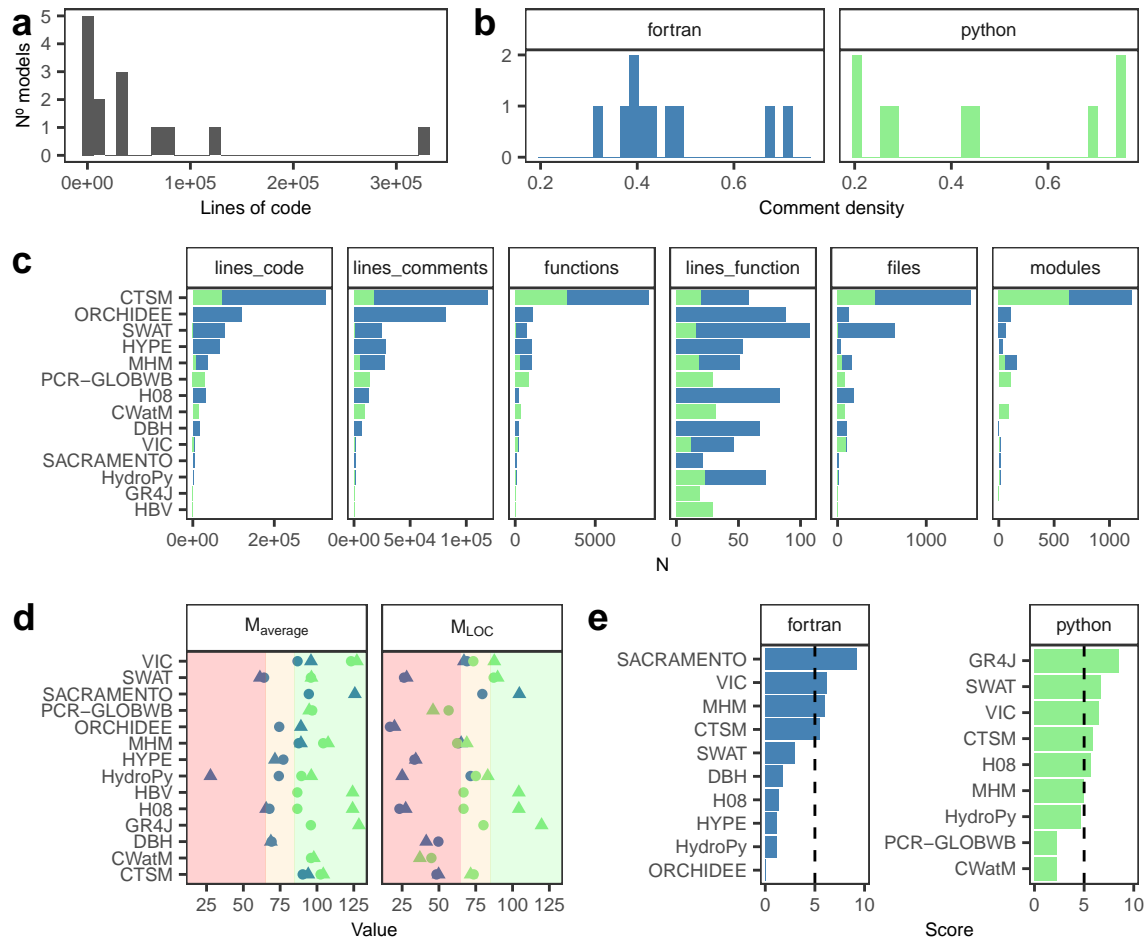 a
5
4
3
2
1
0
Nº models
0e+00 1e+05 2e+05 3e+05
Lines of code
b
fortran python
2
1
0
0.2 0.4 0.6 0.2 0.4 0.6
Comment density
c
lines_code lines_comments functions lines_function files modules
CTSM
ORCHIDEE
SWAT
HYPE
MHM
PCR−GLOBWB
H08
CWatM
DBH
VIC
SACRAMENTO
HydroPy
GR4J
HBV
0e+00 2e+05 0e+00 5e+04 1e+05 0 5000 0 50 100 0 1000 0 500 1000
N
d
Maverage MLOC
VIC
SWAT
SACRAMENTO
PCR−GLOBWB
ORCHIDEE
MHM
HYPE
HydroPy
HBV
H08
GR4J
DBH
CWatM
CTSM
25 50 75 100 125 25 50 75 100 125
Value
e
fortran
SACRAMENTO
VIC
MHM
CTSM
SWAT
DBH
H08
HYPE
HydroPy
ORCHIDEE
0 5 10
python
GR4J
SWAT
VIC
CTSM
H08
MHM
HydroPy
PCR−GLOBWB
CWatM
0 5 10
Score